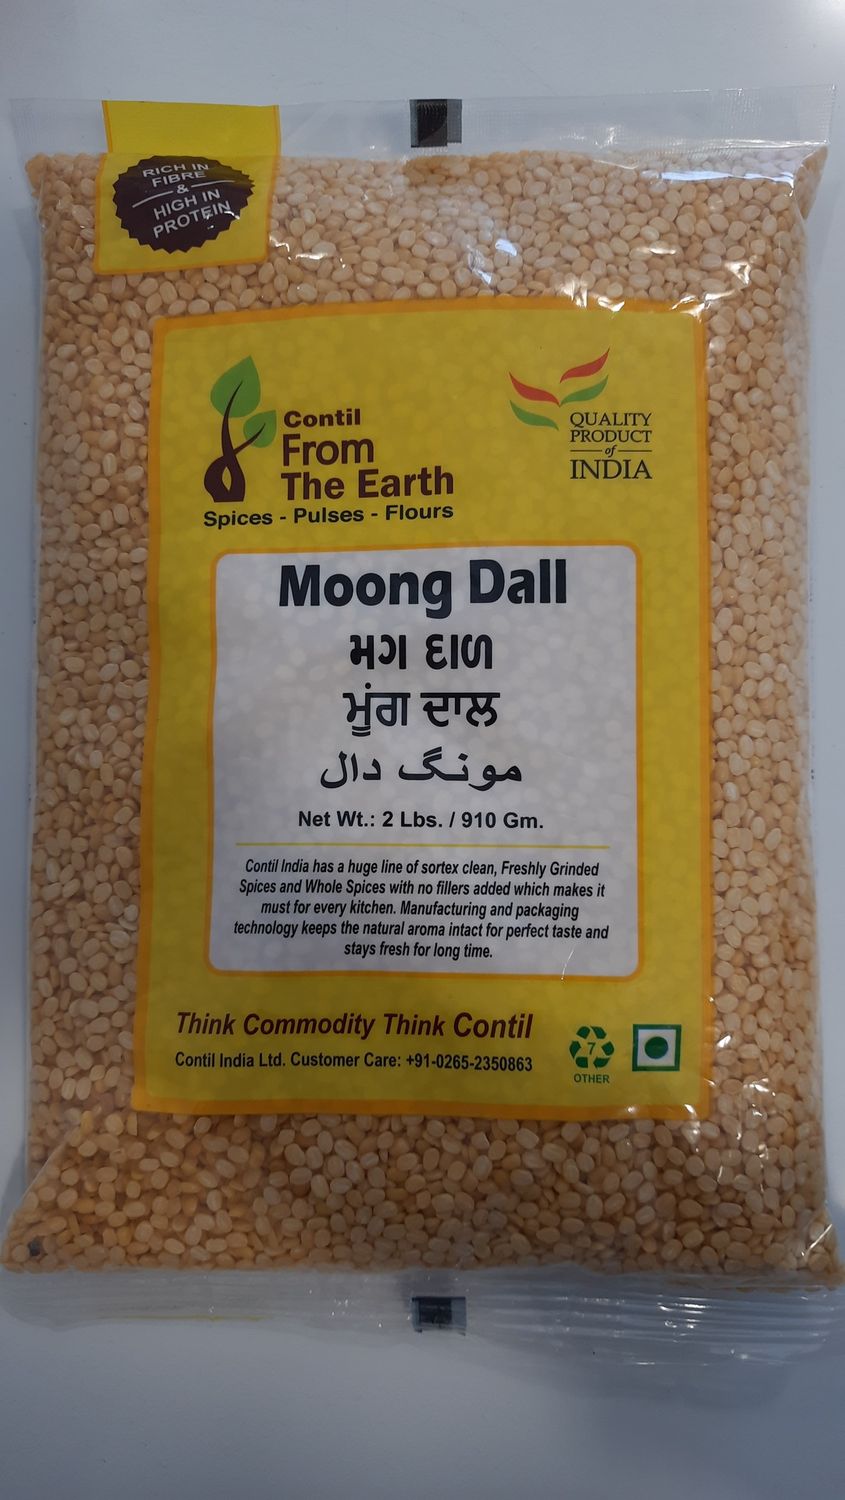 RICH IN
FIBRE
&
HIGH IN
PROTEIN
Contil
From
The Earth
Spices - Pulses - Flours
QUALITY
PRODUCT
of
INDIA
Moong Dall
મગ દાળ
ਮੂੰਗ ਦਾਲ
مونگ دال
Net Wt.: 2 Lbs. / 910 Gm.
Contil India has a huge line of sortex clean, Freshly Grinded
Spices and Whole Spices with no fillers added which makes it
must for every kitchen. Manufacturing and packaging
technology keeps the natural aroma intact for perfect taste and
stays fresh for long time.
Think Commodity Think Contil
Contil India Ltd. Customer Care: +91-0265-2350863
7
OTHER